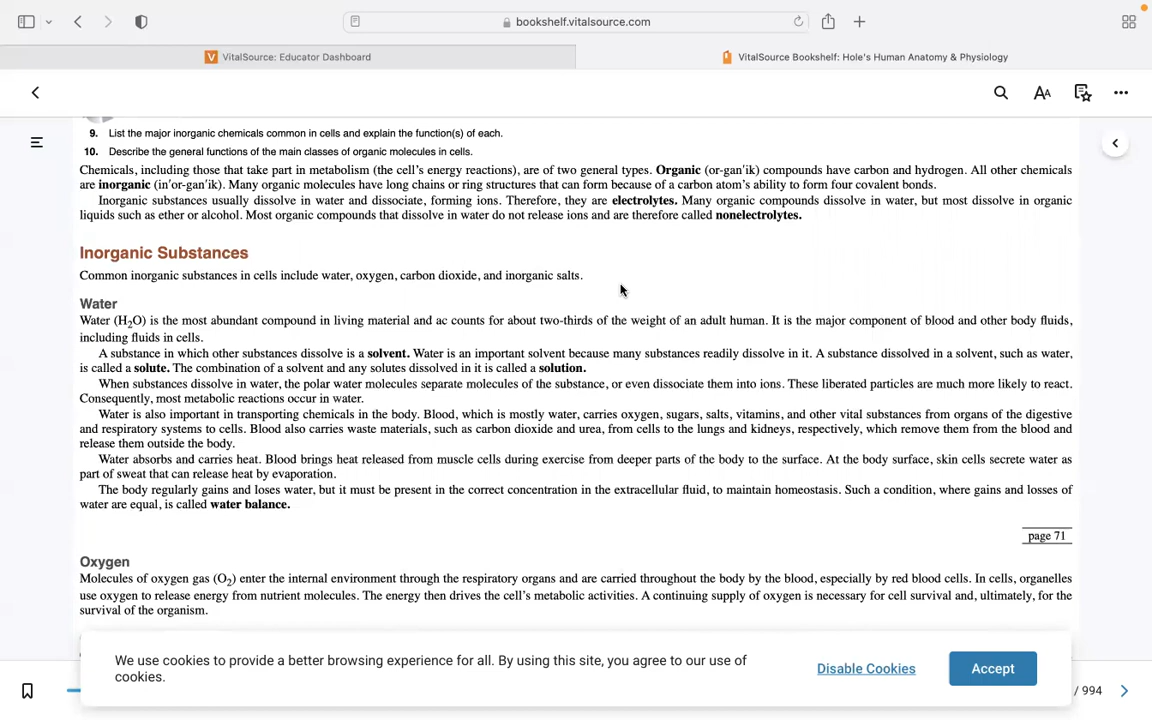 bookshelf.vitalsource.com
VitalSource: Educator Dashboard
VitalSource Bookshelf: Hole's Human Anatomy & Physiology
AA
9. List the major inorganic chemicals common in cells and explain the function(s) of each.
10. Describe the general functions of the main classes of organic molecules in cells.
Chemicals, including those that take part in metabolism (the cell's energy reactions), are of two general types. Organic (or-gan′ik) compounds have carbon and hydrogen. All other chemicals
are inorganic (in′or-gan′ik). Many organic molecules have long chains or ring structures that can form because of a carbon atom's ability to form four covalent bonds.
Inorganic substances usually dissolve in water and dissociate, forming ions. Therefore, they are electrolytes. Many organic compounds dissolve in water, but most dissolve in organic
liquids such as ether or alcohol. Most organic compounds that dissolve in water do not release ions and are therefore called nonelectrolytes.
Inorganic Substances
Common inorganic substances in cells include water, oxygen, carbon dioxide, and inorganic salts.
Water
Water (H₂O) is the most abundant compound in living material and ac counts for about two-thirds of the weight of an adult human. It is the major component of blood and other body fluids,
including fluids in cells.
A substance in which other substances dissolve is a solvent. Water is an important solvent because many substances readily dissolve in it. A substance dissolved in a solvent, such as water,
is called a solute. The combination of a solvent and any solutes dissolved in it is called a solution.
When substances dissolve in water, the polar water molecules separate molecules of the substance, or even dissociate them into ions. These liberated particles are much more likely to react.
Consequently, most metabolic reactions occur in water.
Water is also important in transporting chemicals in the body. Blood, which is mostly water, carries oxygen, sugars, salts, vitamins, and other vital substances from organs of the digestive
and respiratory systems to cells. Blood also carries waste materials, such as carbon dioxide and urea, from cells to the lungs and kidneys, respectively, which remove them from the blood and
release them outside the body.
Water absorbs and carries heat. Blood brings heat released from muscle cells during exercise from deeper parts of the body to the surface. At the body surface, skin cells secrete water as
part of sweat that can release heat by evaporation.
The body regularly gains and loses water, but it must be present in the correct concentration in the extracellular fluid, to maintain homeostasis. Such a condition, where gains and losses of
water are equal, is called water balance.
page 71
Oxygen
Molecules of oxygen gas (O₂) enter the internal environment through the respiratory organs and are carried throughout the body by the blood, especially by red blood cells. In cells, organelles
use oxygen to release energy from nutrient molecules. The energy then drives the cell's metabolic activities. A continuing supply of oxygen is necessary for cell survival and, ultimately, for the
survival of the organism.
We use cookies to provide a better browsing experience for all. By using this site, you agree to our use of
cookies.
Disable Cookies
Accept
/ 994